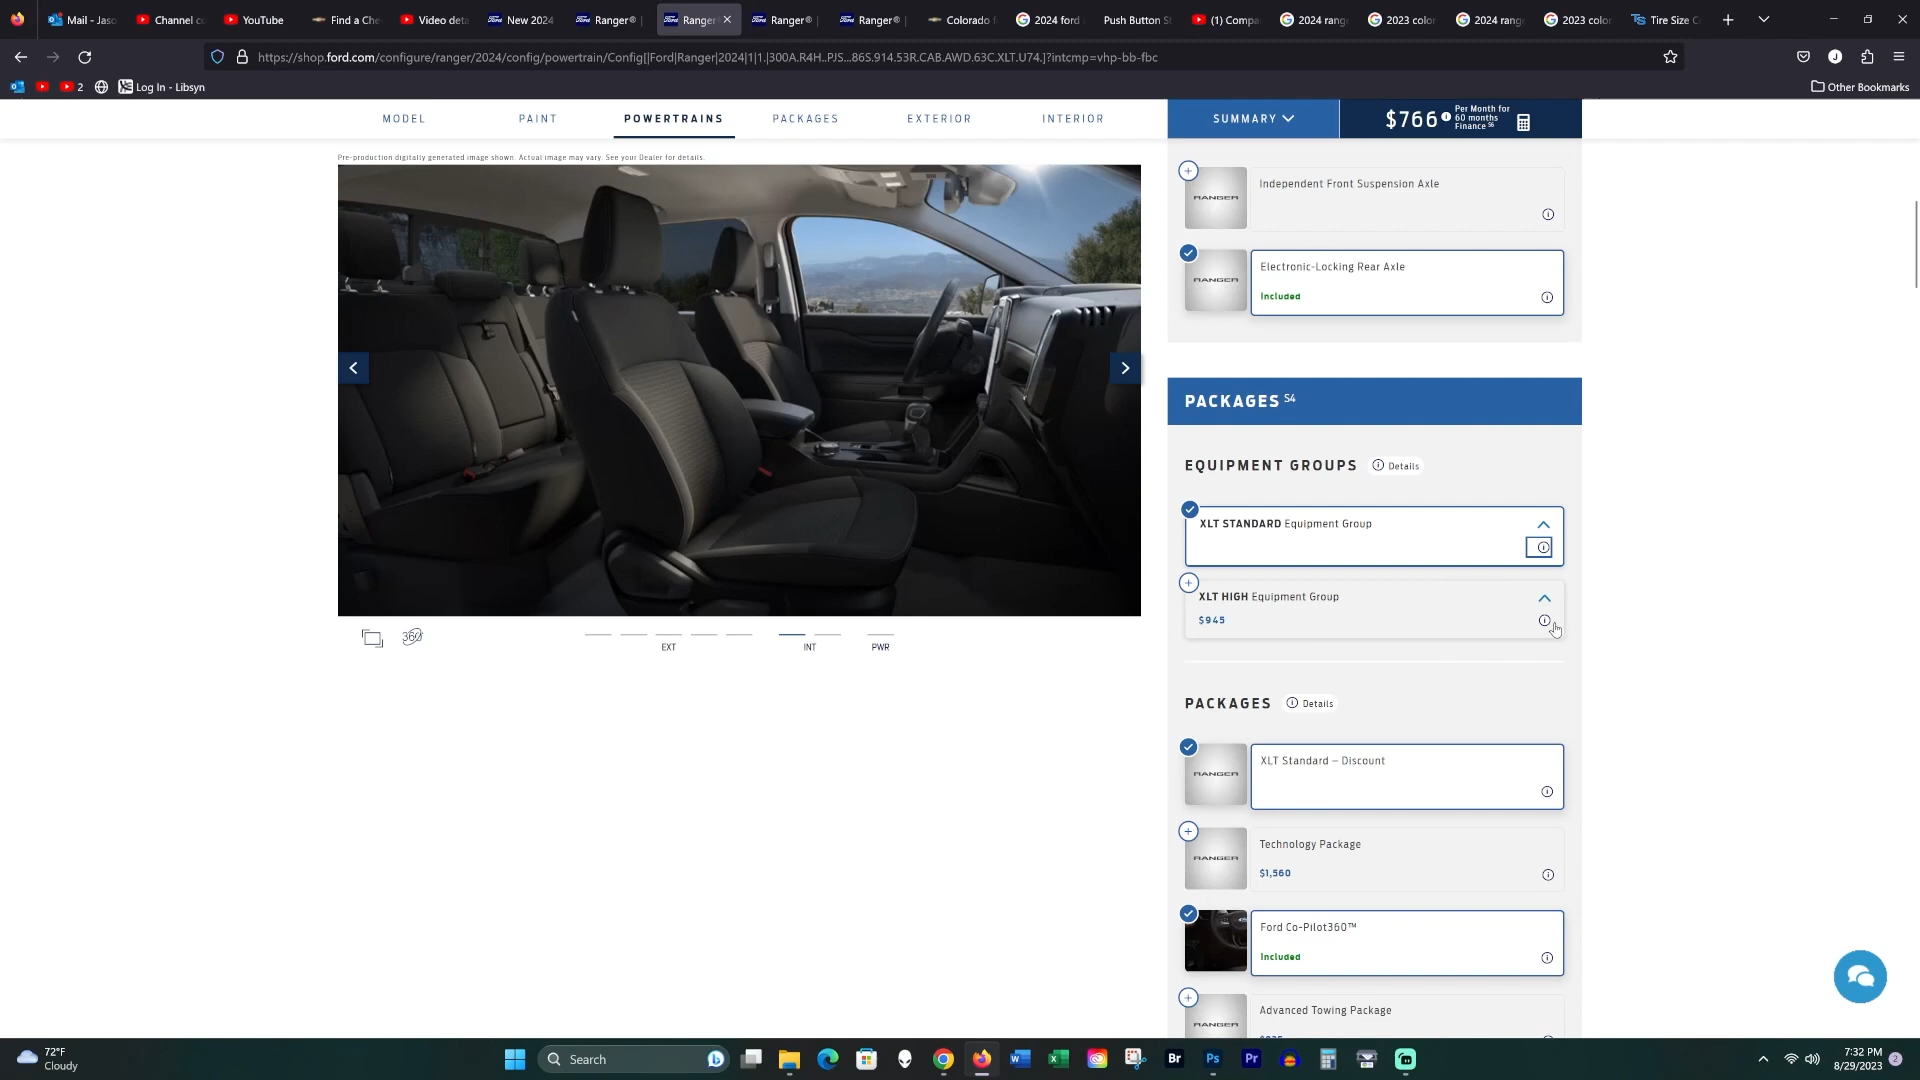 Mail - Jaso
Channel co
YouTube
Find a Che
Video deta
New 2024
Ranger® |
Ranger
Ranger® |
Ranger® |
Colorado f
2024 ford
Push Button St
(1) Compa
2024 rang
2023 color
2024 rang
2023 color
Tire Size C
https://shop.ford.com/configure/ranger/2024/config/powertrain/Config[|Ford|Ranger|2024|1|1.|300A.R4H..PJS...86S.914.53R.CAB.AWD.63C.XLT.U74.]?intcmp=vhp-bb-fbc
2
Log In - Libsyn
Other Bookmarks
MODEL
PAINT
POWERTRAINS
PACKAGES
EXTERIOR
INTERIOR
SUMMARY
$766
Per Month for
60 months
Finance S6
Pre-production digitally generated image shown. Actual image may vary. See your Dealer for details.
RANGER
Independent Front Suspension Axle
RANGER
Electronic-Locking Rear Axle
Included
PACKAGES S4
EQUIPMENT GROUPS
Details
XLT STANDARD Equipment Group
XLT HIGH Equipment Group
$945
360
EXT
INT
PWR
PACKAGES
Details
RANGER
XLT Standard – Discount
RANGER
Technology Package
$1,560
Ford Co-Pilot360™
Included
RANGER
Advanced Towing Package
72°F
Cloudy
Search
Br
Ps
Pr
7:32 PM
8/29/2023
2